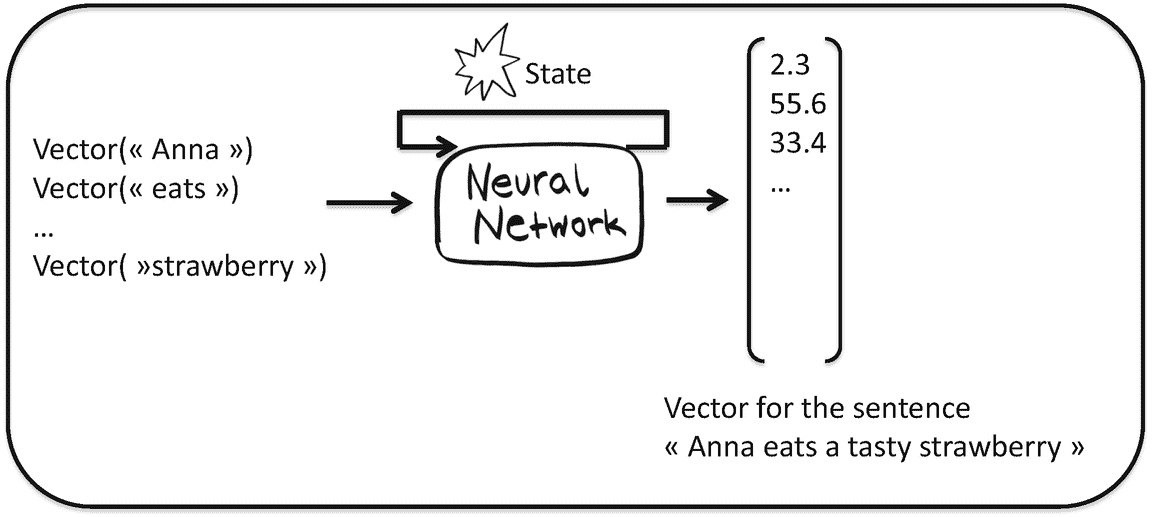 State
Vector(« Anna »)
Vector(« eats »)
...
Vector( »strawberry »)
Neural
Network
2.3
55.6
33.4
...
Vector for the sentence
« Anna eats a tasty strawberry »